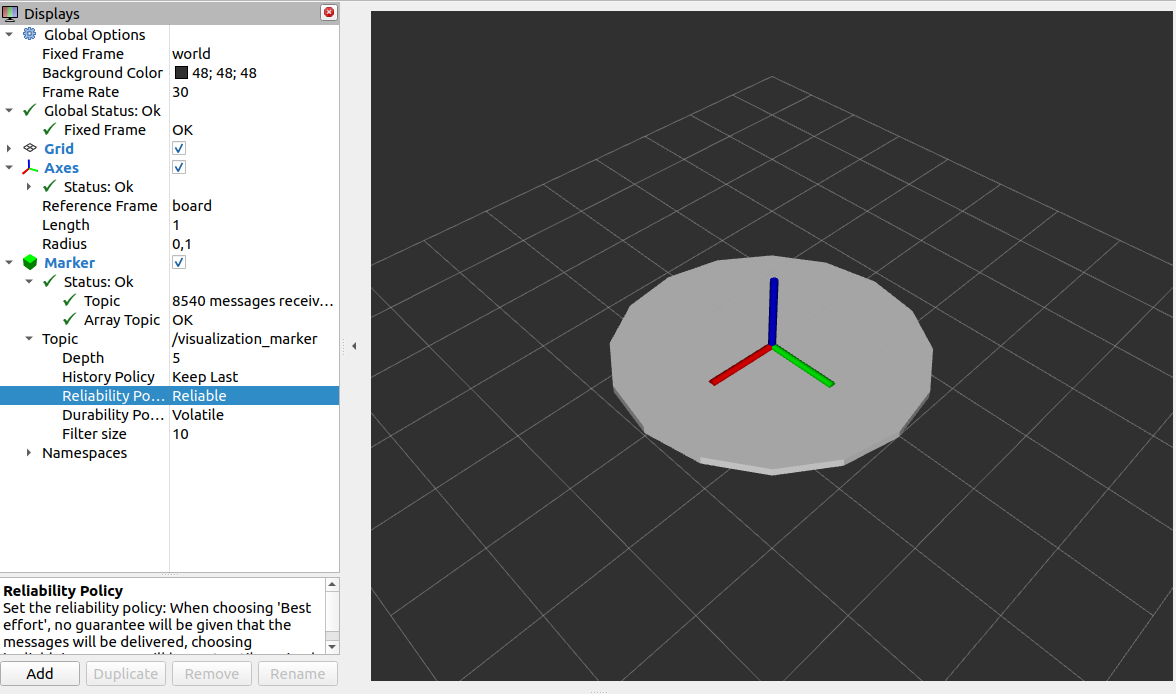 Displays
Global Options
Fixed Frame world
Background Color 48; 48; 48
Frame Rate 30
Global Status: Ok
Fixed Frame OK
Grid
Axes
Status: Ok
Reference Frame board
Length 1
Radius 0,1
Marker
Status: Ok
Topic 8540 messages receiv...
Array Topic OK
Topic /visualization_marker
Depth 5
History Policy Keep Last
Reliability Po... Reliable
Durability Po... Volatile
Filter size 10
Namespaces
Reliability Policy
Set the reliability policy: When choosing 'Best
effort', no guarantee will be given that the
messages will be delivered, choosing
Add Duplicate Remove Rename